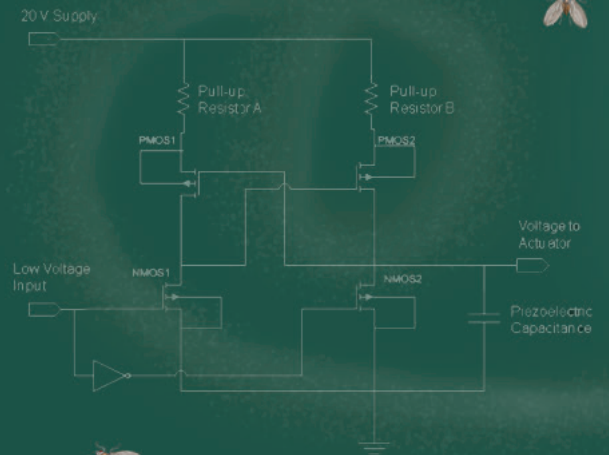 20 V Supply
Pull-up
Resistor A
Pull-up
Resistor B
PMOS1
PMOS2
Voltage to
Actuator
Low Voltage
Input
NMOS1
NMOS2
Piezoelectric
Capacitance